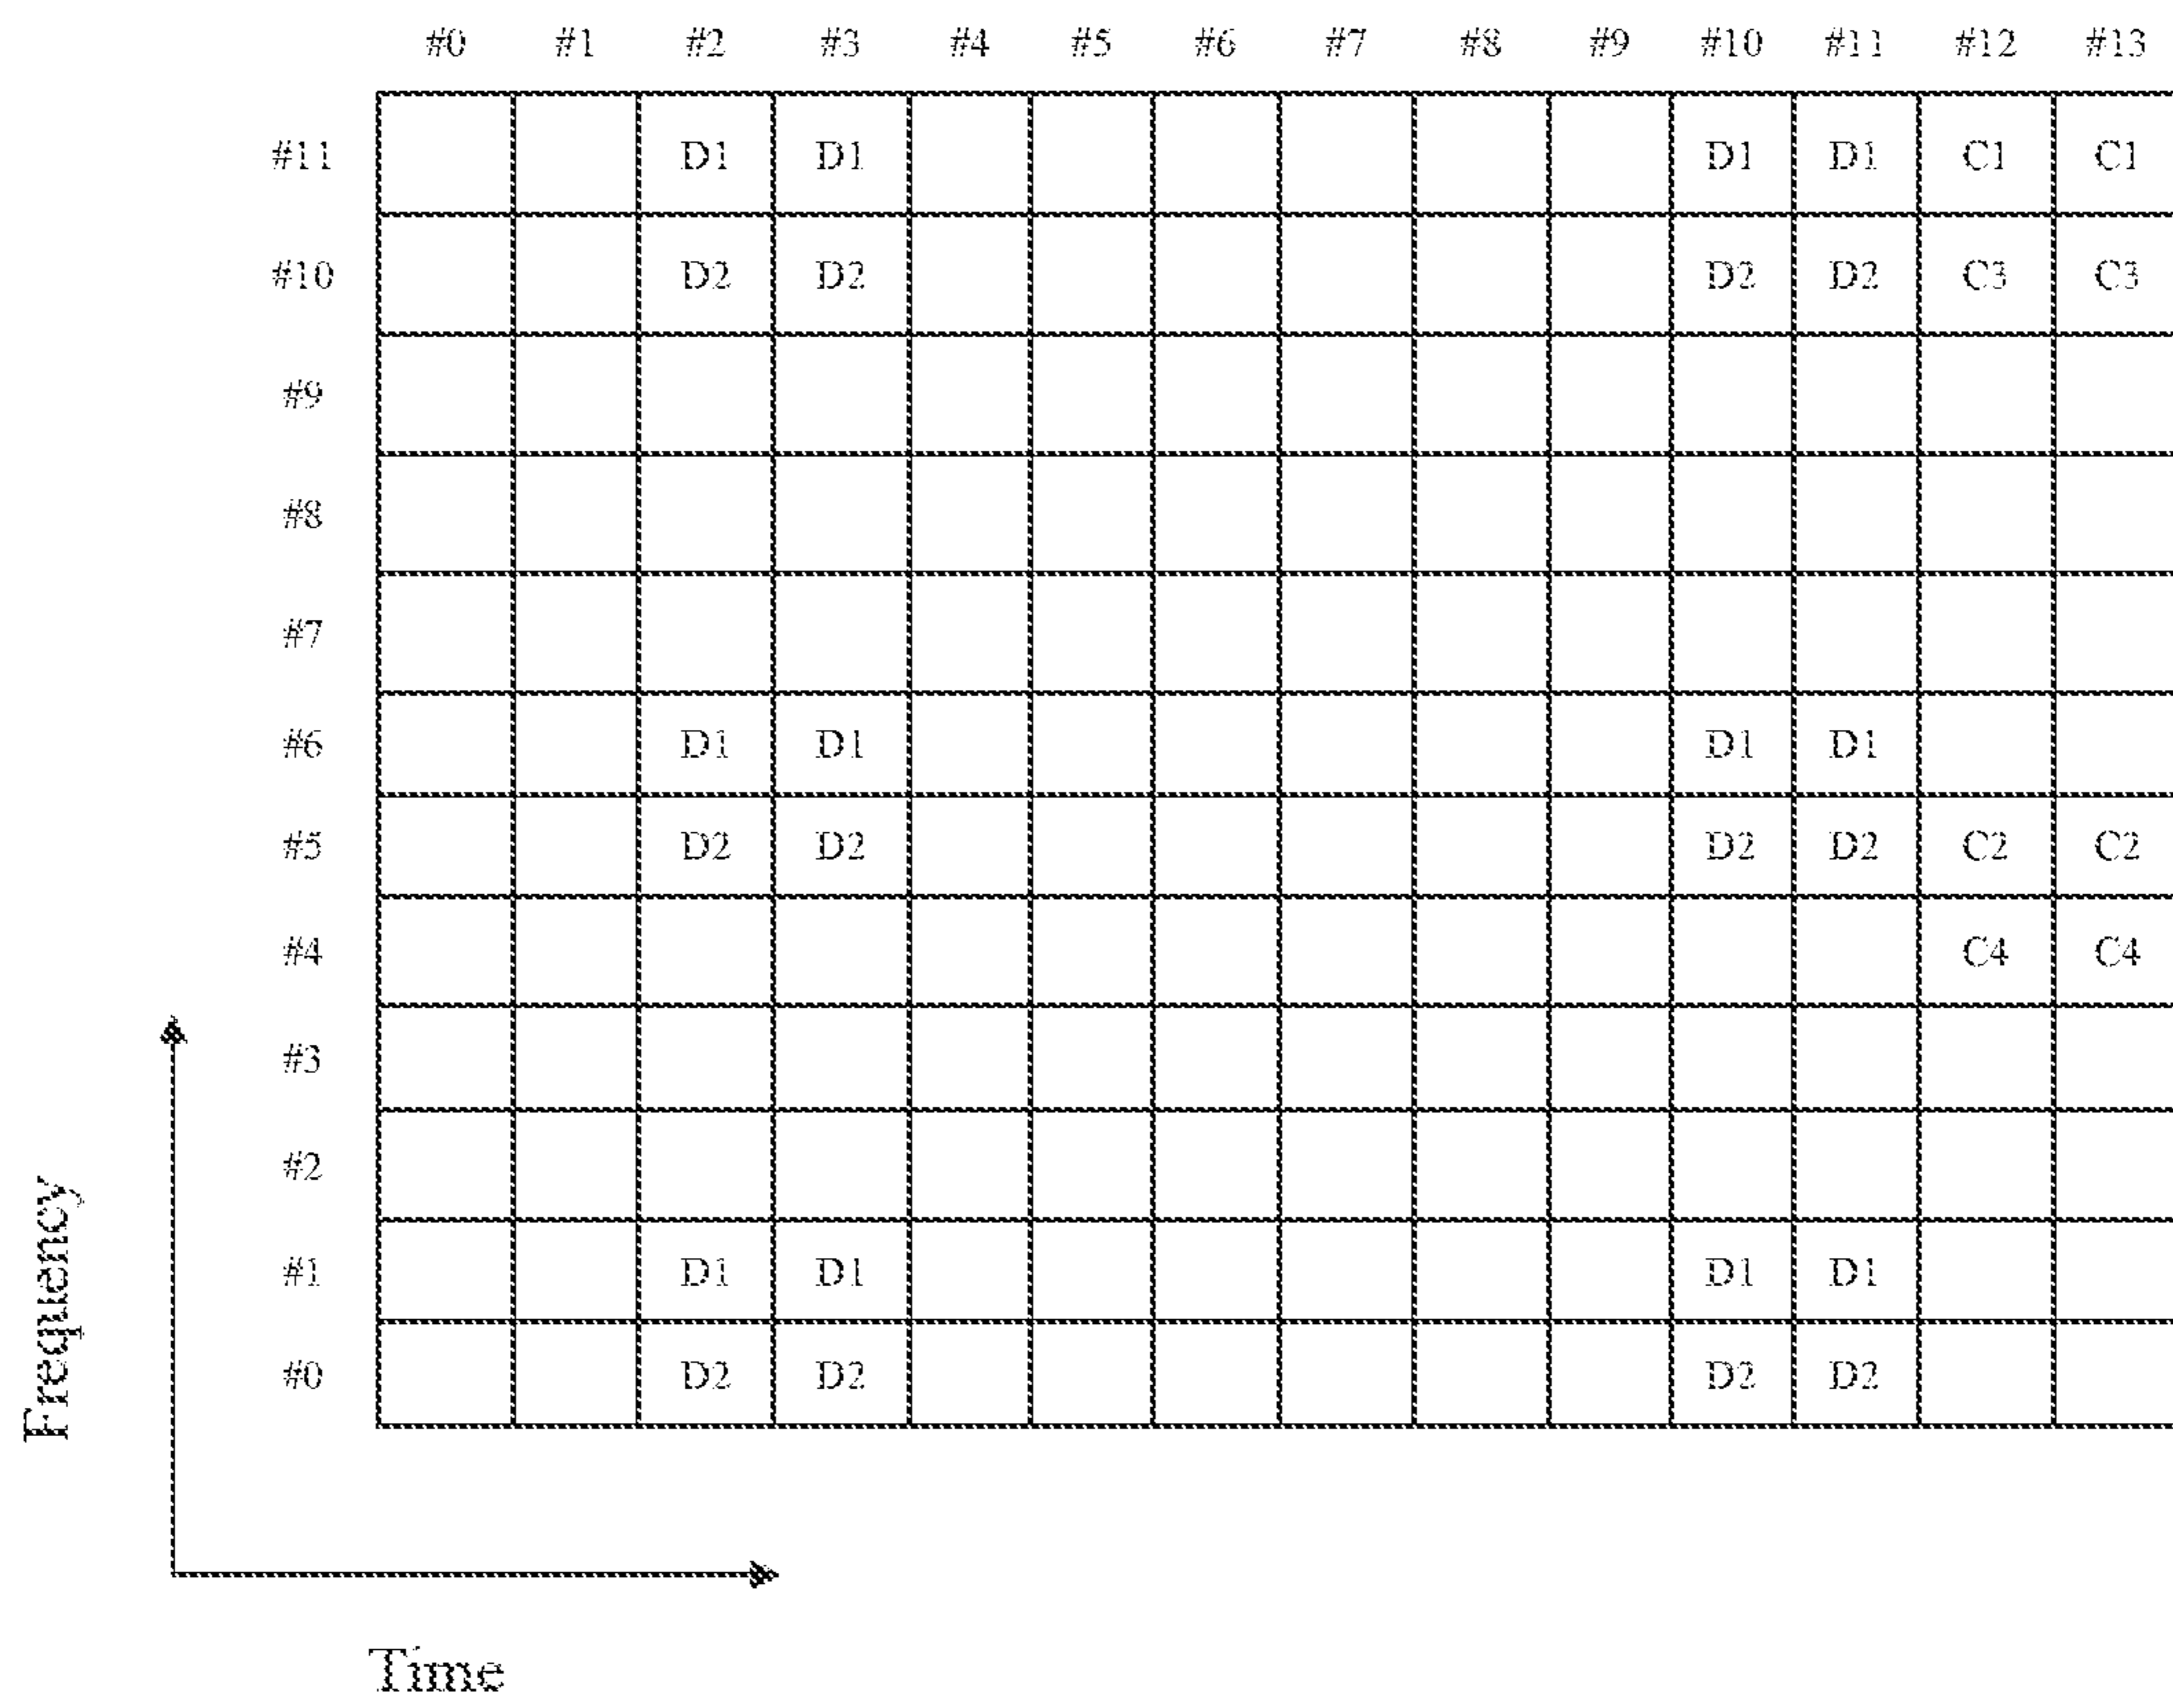 #0 #1 #2 #3 #4 #5 #6 #7 #8 #9 #10 #11 #12 #13
#11 D1 D1 D1 D1 C1 C1
#10 D2 D2 D2 D2 C3 C3
#9
#8
#7
#6 D1 D1 D1 D1
#5 D2 D2 D2 D2 C2 C2
#4 C4 C4
#3
#2
#1 D1 D1 D1 D1
#0 D2 D2 D2 D2
Frequency
Time